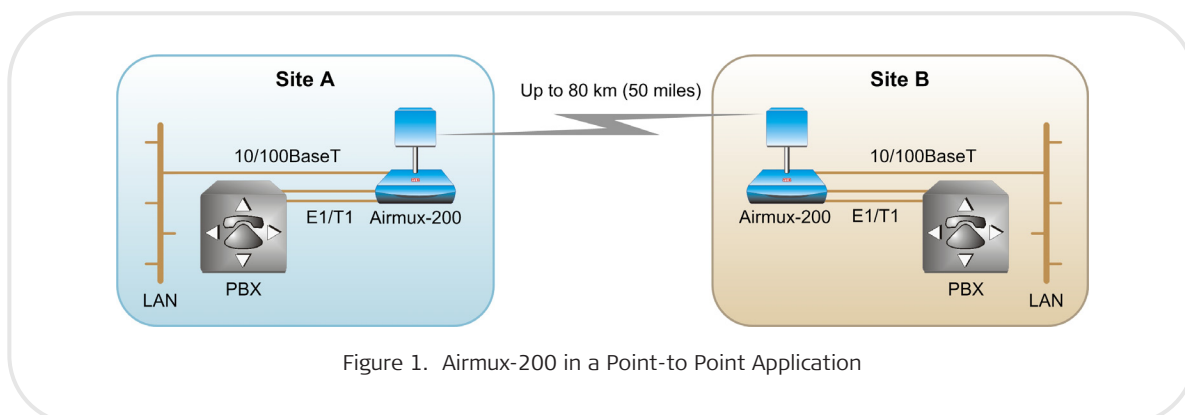 Site A
Site B
Up to 80 km (50 miles)
10/100BaseT
10/100BaseT
E1/T1
Airmux-200
Airmux-200
E1/T1
LAN
PBX
PBX
LAN
Figure 1. Airmux-200 in a Point-to Point Application